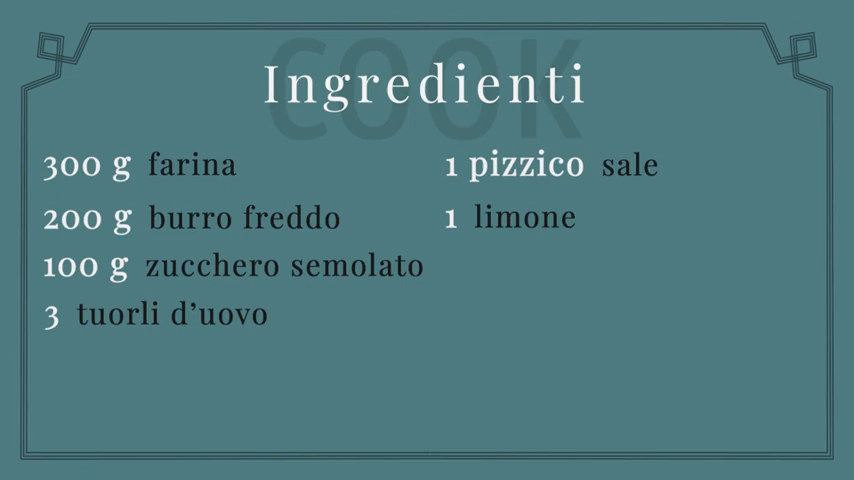 COOK
Ingredienti
300 g farina
200 g burro freddo
100 g zucchero semolato
3 tuorli d'uovo
1 pizzico sale
1 limone